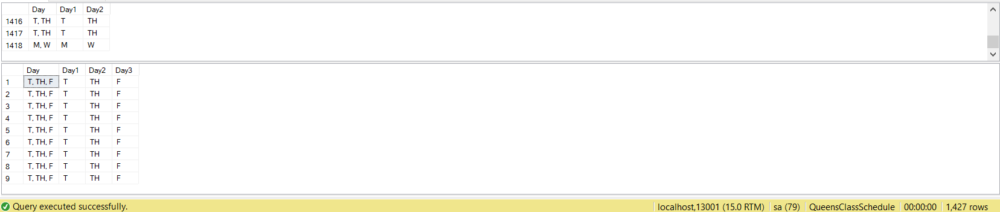 Day Day1 Day2
1416 T, TH T TH
1417 T, TH T TH
1418 M, W M W
Day Day1 Day2 Day3
1 T, TH, F T TH F
2 T, TH, F T TH F
3 T, TH, F T TH F
4 T, TH, F T TH F
5 T, TH, F T TH F
6 T, TH, F T TH F
7 T, TH, F T TH F
8 T, TH, F T TH F
9 T, TH, F T TH F
Query executed successfully. localhost,13001 (15.0 RTM) sa (79) QueensClassSchedule 00:00:00 1,427 rows